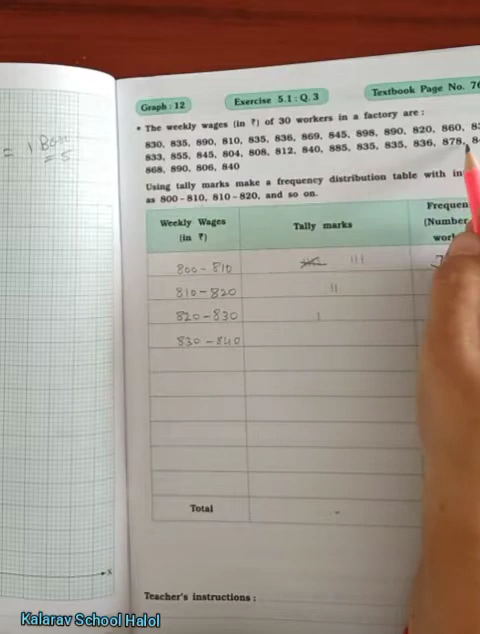 = 1 Box
= 5
Graph : 12
Exercise 5.1 : Q. 3
Textbook Page No. 76
• The weekly wages (in ₹) of 30 workers in a factory are :
830, 835, 890, 810, 835, 836, 869, 845, 898, 890, 820, 860, 83
833, 855, 845, 804, 808, 812, 840, 885, 835, 835, 836, 878, 84
868, 890, 806, 840
Using tally marks make a frequency distribution table with in
as 800 – 810, 810 – 820, and so on.
Weekly Wages (in ₹)
Tally marks
Frequen
(Number
work
800 – 810 |||
810 – 820 ||
820 – 830 |
830 – 840
Total
Teacher's instructions :
X
Kalarav School Halol